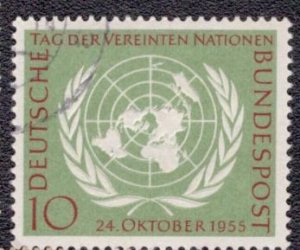 TAG DER VEREINTEN NATIONEN
DEUTSCHE
BUNDESPOST
10
24. OKTOBER 1955